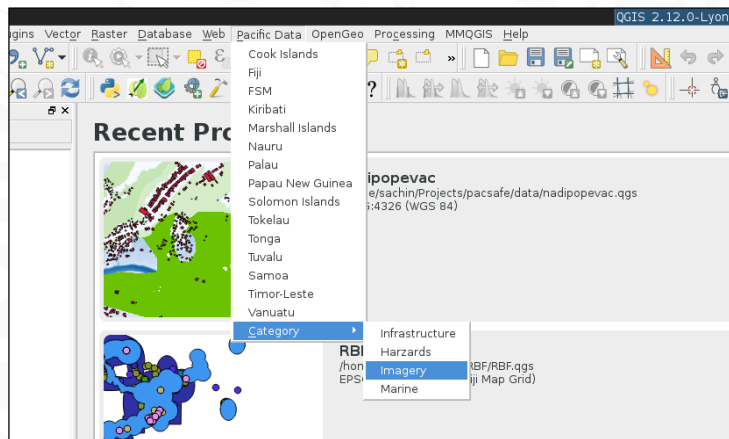 QGIS 2.12.0-Lyon
ugins Vector Raster Database Web Pacific Data OpenGeo Processing MMQGIS Help
Cook Islands
Fiji
FSM
Kiribati
Marshall Islands
Nauru
Palau
Papau New Guinea
Solomon Islands
Tokelau
Tonga
Tuvalu
Samoa
Timor-Leste
Vanuatu
Category
Infrastructure
Harzards
Imagery
Marine
Recent Pro
ipopevac
e/sachin/Projects/pacsafe/data/nadipopevac.qgs
:4326 (WGS 84)
RB
/hon RBF/RBF.qgs
EPS iji Map Grid)